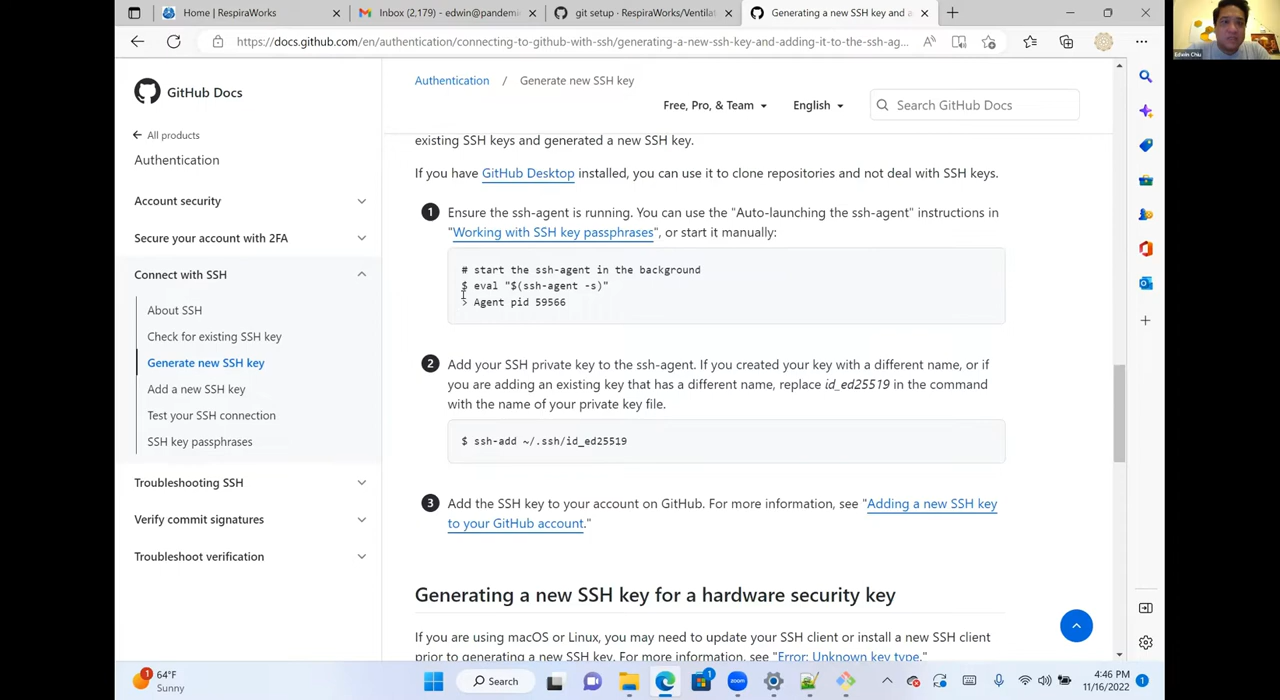 Home | RespiraWorks
Inbox (2,179) - edwin@pandemi
git setup · RespiraWorks/Ventilat
Generating a new SSH key and a
https://docs.github.com/en/authentication/connecting-to-github-with-ssh/generating-a-new-ssh-key-and-adding-it-to-the-ssh-ag...
Edwin Chiu
GitHub Docs
All products
Authentication
Account security
Secure your account with 2FA
Connect with SSH
About SSH
Check for existing SSH key
Generate new SSH key
Add a new SSH key
Test your SSH connection
SSH key passphrases
Troubleshooting SSH
Verify commit signatures
Troubleshoot verification
Authentication / Generate new SSH key
Free, Pro, & Team
English
Search GitHub Docs
existing SSH keys and generated a new SSH key.
If you have GitHub Desktop installed, you can use it to clone repositories and not deal with SSH keys.
1 Ensure the ssh-agent is running. You can use the "Auto-launching the ssh-agent" instructions in
"Working with SSH key passphrases", or start it manually:
# start the ssh-agent in the background
$ eval "$(ssh-agent -s)"
> Agent pid 59566
2 Add your SSH private key to the ssh-agent. If you created your key with a different name, or if
you are adding an existing key that has a different name, replace id_ed25519 in the command
with the name of your private key file.
$ ssh-add ~/.ssh/id_ed25519
3 Add the SSH key to your account on GitHub. For more information, see "Adding a new SSH key
to your GitHub account."
Generating a new SSH key for a hardware security key
If you are using macOS or Linux, you may need to update your SSH client or install a new SSH client
prior to generating a new SSH key. For more information, see "Error: Unknown key type."
1
64°F
Sunny
Search
1
zoom
4:46 PM
11/16/2022
1